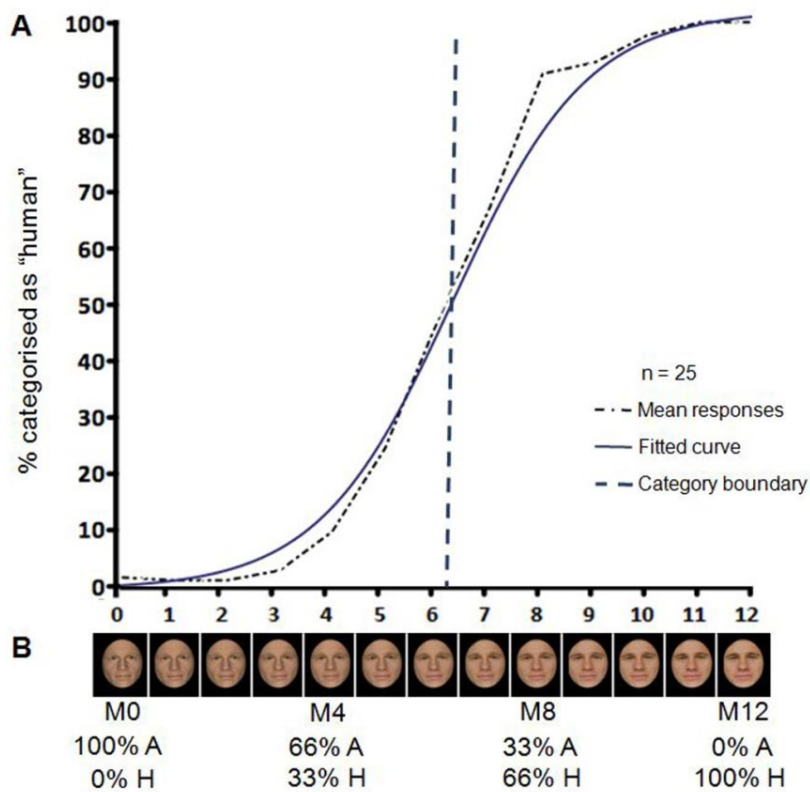 A
% categorised as “human”
100
90
80
70
60
50
40
30
20
10
0
n = 25
Mean responses
Fitted curve
Category boundary
0 1 2 3 4 5 6 7 8 9 10 11 12
B
M0 M4 M8 M12
100% A 66% A 33% A 0% A
0% H 33% H 66% H 100% H